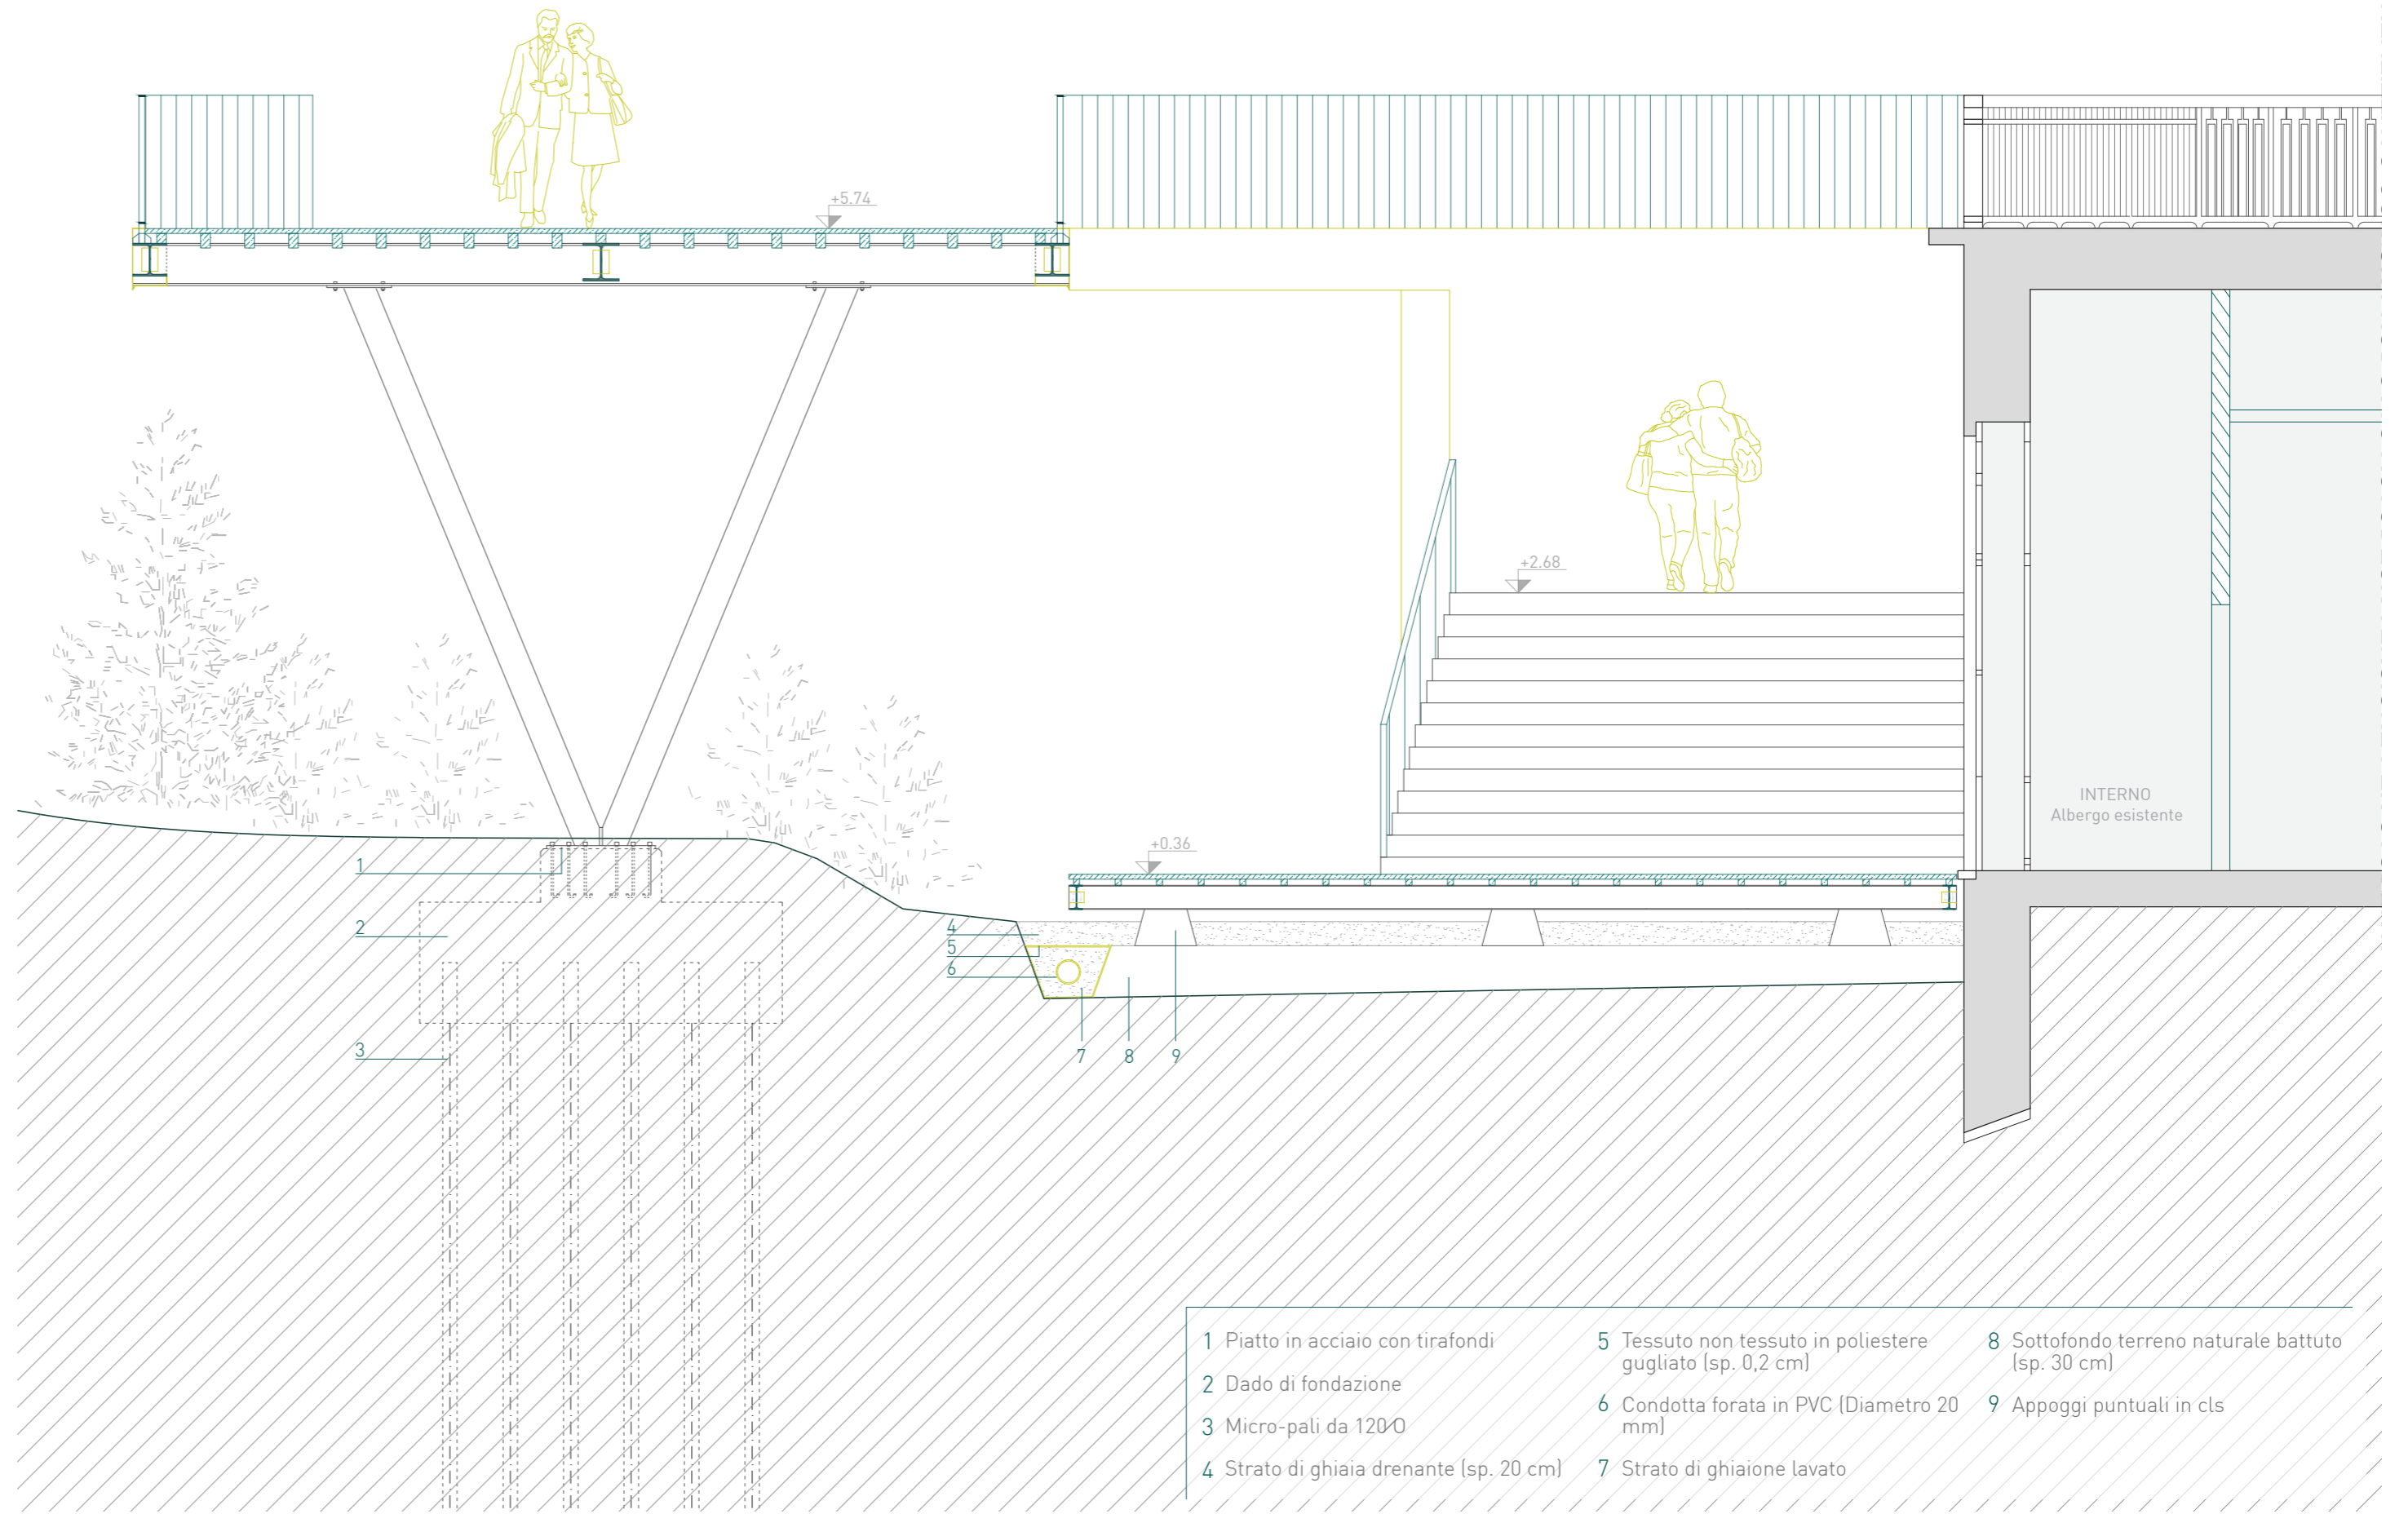 +5.74
+2.68
+0.36
INTERNO
Albergo esistente
1
2
3
4
5
6
7
8
9
1 Piatto in acciaio con tirafondi
2 Dado di fondazione
3 Micro-pali da 120 Ø
4 Strato di ghiaia drenante (sp. 20 cm)
5 Tessuto non tessuto in poliestere
gugliato (sp. 0,2 cm)
6 Condotta forata in PVC (Diametro 20
mm)
7 Strato di ghiaione lavato
8 Sottofondo terreno naturale battuto
(sp. 30 cm)
9 Appoggi puntuali in cls